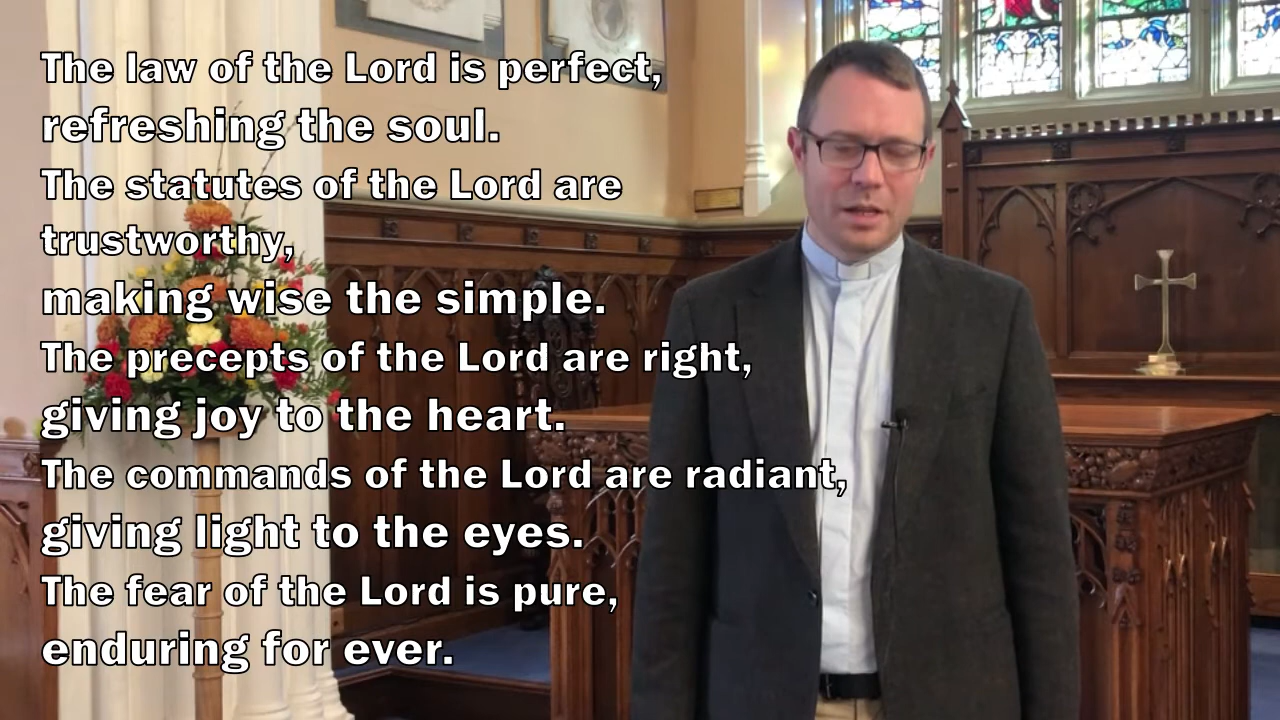 The law of the Lord is perfect,
refreshing the soul.
The statutes of the Lord are
trustworthy,
making wise the simple.
The precepts of the Lord are right,
giving joy to the heart.
The commands of the Lord are radiant,
giving light to the eyes.
The fear of the Lord is pure,
enduring for ever.